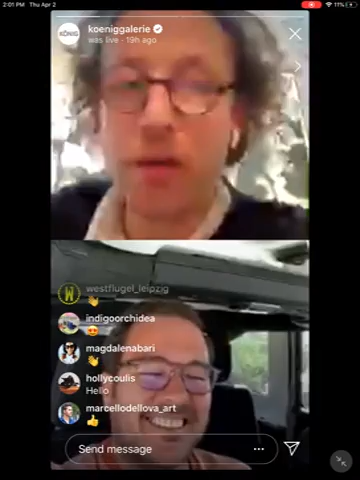 2:01 PM Thu Apr 2
11%
KÖNIG
koeniggalerie
was live · 19h ago
W
westflugel_leipzig
👋
indigoorchidea
😍
magdalenabari
👋
hollycoulis
Hello
marcellodellova_art
👍
Send message